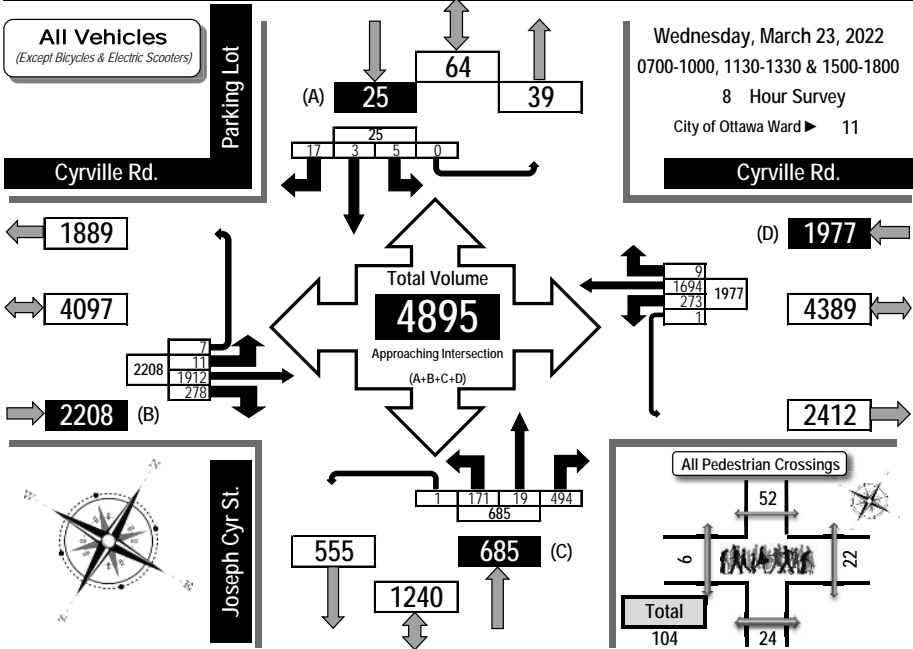 All Vehicles
(Except Bicycles & Electric Scooters)
Parking Lot
Cyrville Rd.
64
(A) 25
39
Wednesday, March 23, 2022
0700-1000, 1130-1330 & 1500-1800
8 Hour Survey
City of Ottawa Ward ► 11
Cyrville Rd.
25
17 3 5 0
1889
4097
2208
7
11
1912
278
2208 (B)
Total Volume
4895
Approaching Intersection
(A+B+C+D)
9
1694
273
1
1977
(D) 1977
4389
2412
N
E
S
W
Joseph Cyr St.
1 171 19 494
685
555
685 (C)
1240
All Pedestrian Crossings
52
6
22
24
Total
104